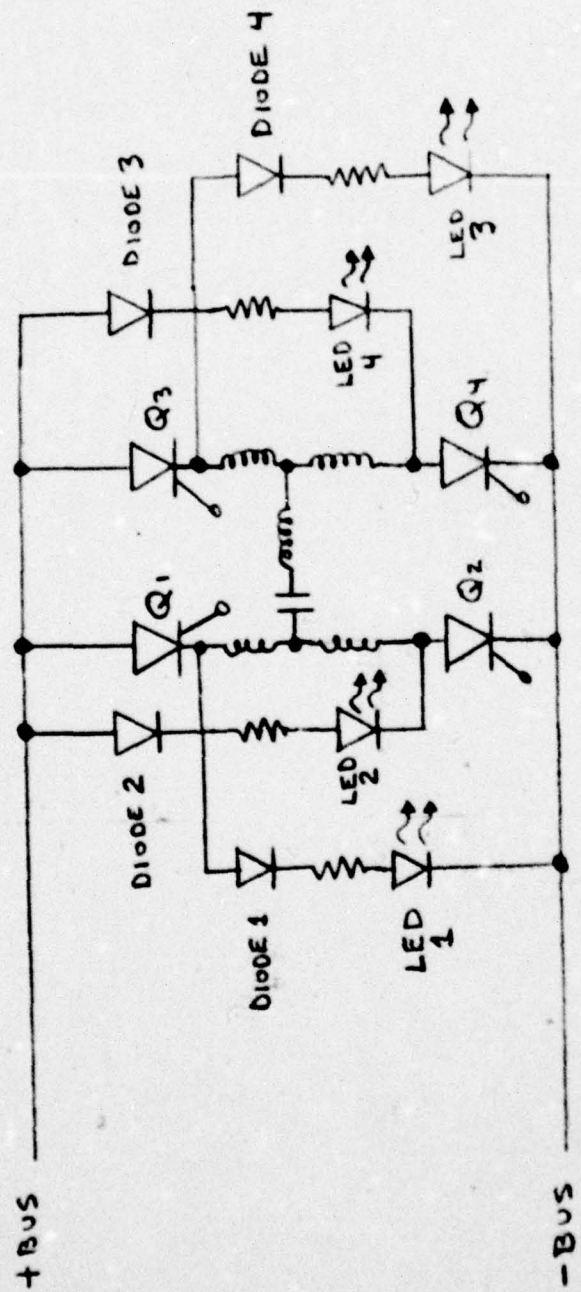 + BUS
- BUS
DIODE 1
DIODE 2
DIODE 3
DIODE 4
Q1
Q2
Q3
Q4
LED
1
LED
2
LED
4
LED
3